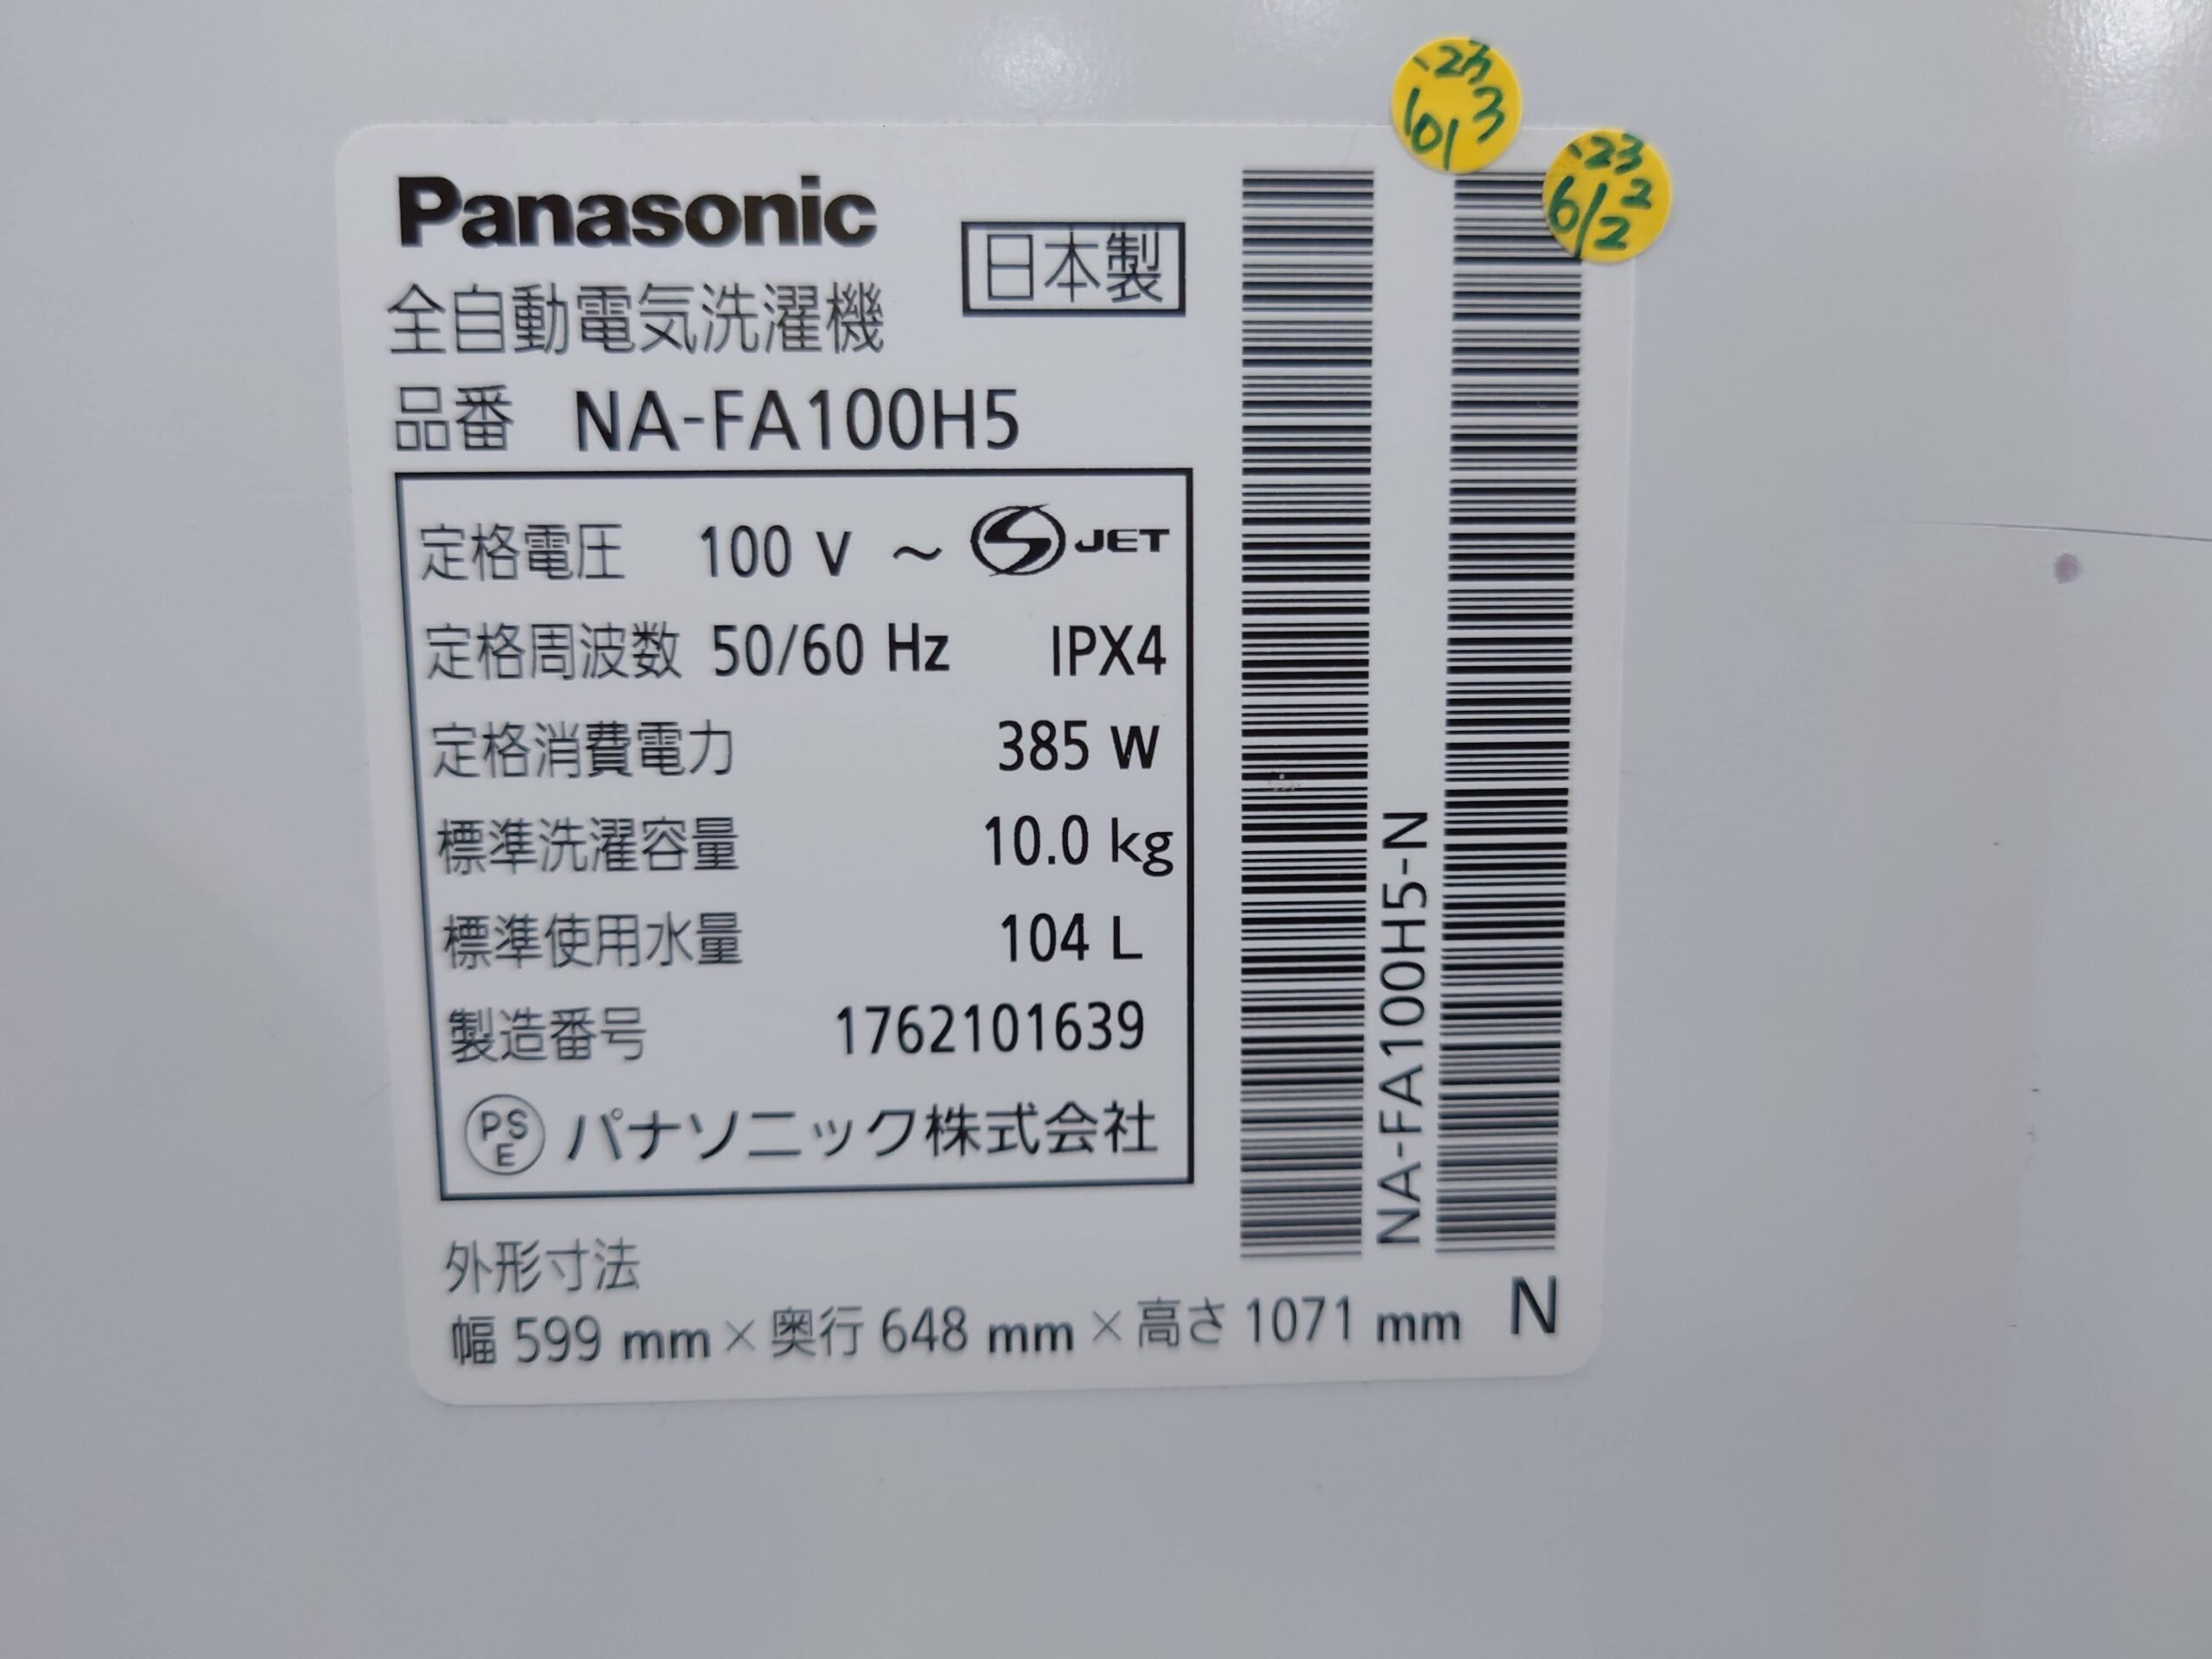 Panasonic
日本製
全自動電気洗濯機
品番 NA-FA100H5
定格電圧 100 V ～ S JET
定格周波数 50/60 Hz IPX4
定格消費電力 385 W
標準洗濯容量 10.0 kg
標準使用水量 104 L
製造番号 1762101639
PSE パナソニック株式会社
外形寸法
幅 599 mm × 奥行 648 mm × 高さ 1071 mm
N
NA-FA100H5-N
'23
'23
6/22